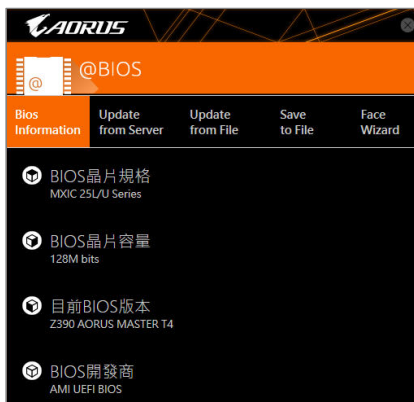 AORUS
@
@BIOS
Bios Information
Update from Server
Update from File
Save to File
Face Wizard
BIOS晶片規格
MXIC 25L/U Series
BIOS晶片容量
128M bits
目前BIOS版本
Z390 AORUS MASTER T4
BIOS開發商
AMI UEFI BIOS